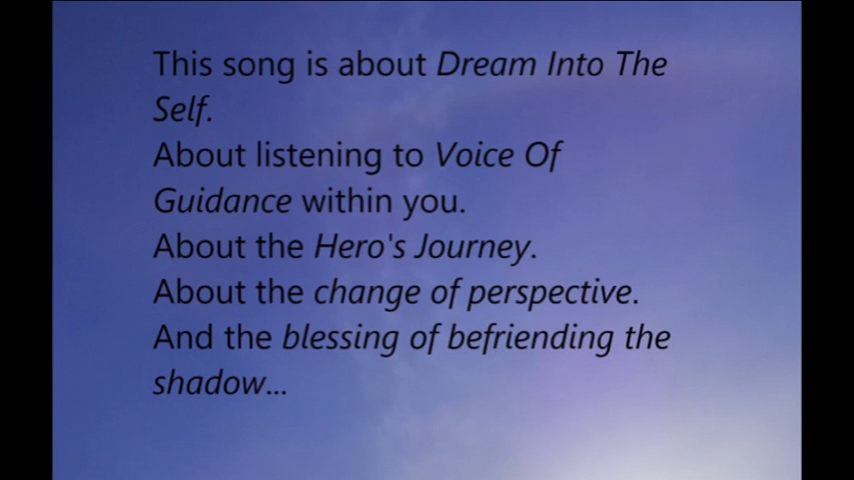 This song is about Dream Into The
Self.
About listening to Voice Of
Guidance within you.
About the Hero's Journey.
About the change of perspective.
And the blessing of befriending the
shadow...